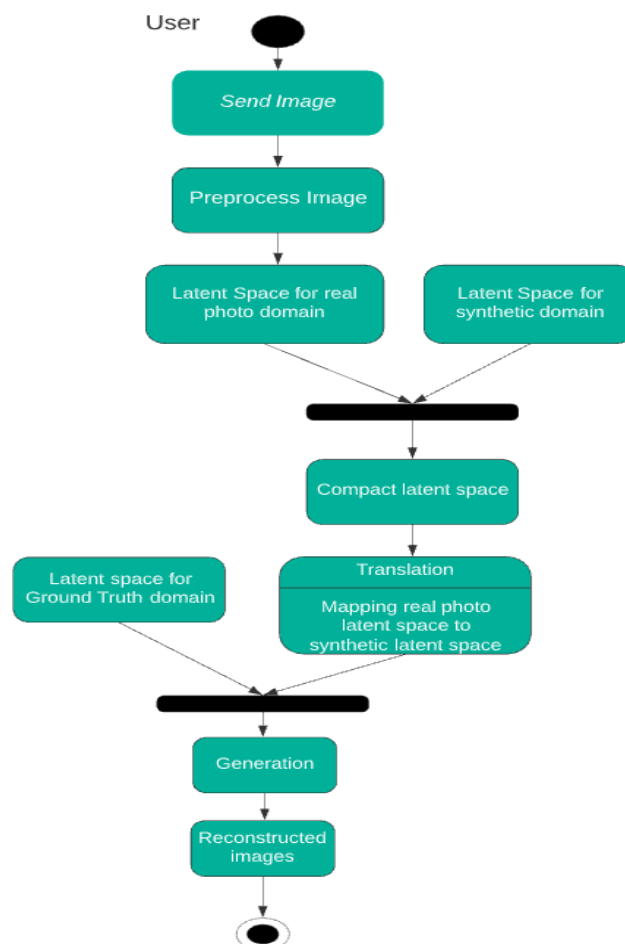 User
Send Image
Preprocess Image
Latent Space for real
photo domain
Latent Space for
synthetic domain
Compact latent space
Latent space for
Ground Truth domain
Translation
Mapping real photo
latent space to
synthetic latent space
Generation
Reconstructed
images